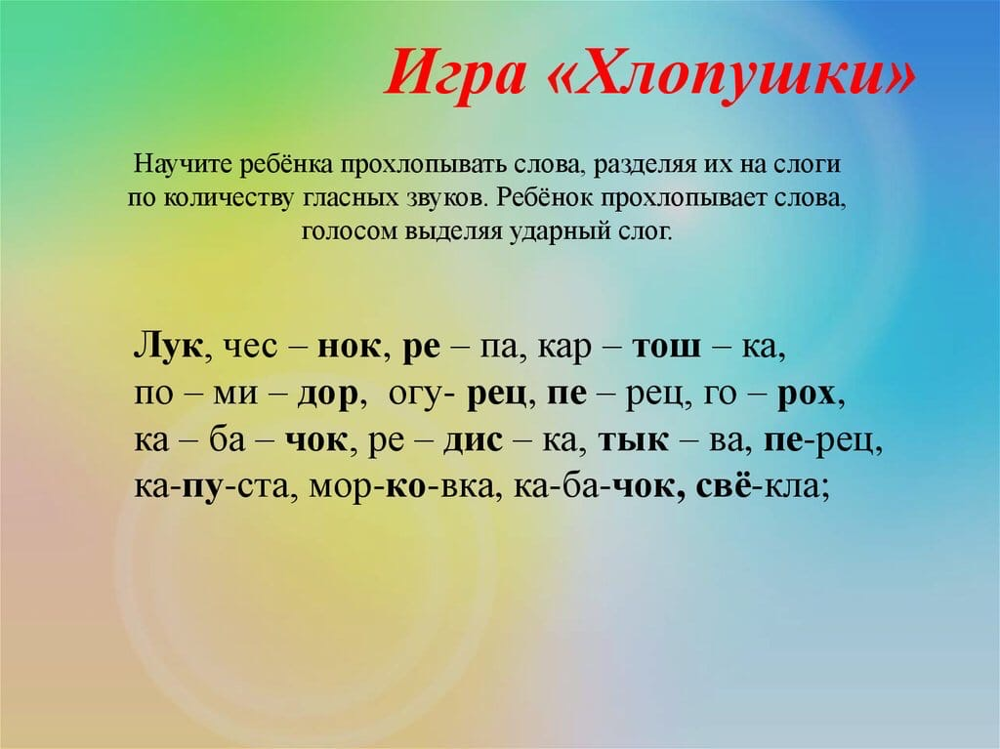 Игра «Хлопушки»
Научите ребёнка прохлопывать слова, разделяя их на слоги
по количеству гласных звуков. Ребёнок прохлопывает слова,
голосом выделяя ударный слог.
Лук, чес – нок, ре – па, кар – тош – ка,
по – ми – дор, огу- рец, пе – рец, го – рох,
ка – ба – чок, ре – дис – ка, тык – ва, пе-рец,
ка-пу-ста, мор-ко-вка, ка-ба-чок, свё-кла;